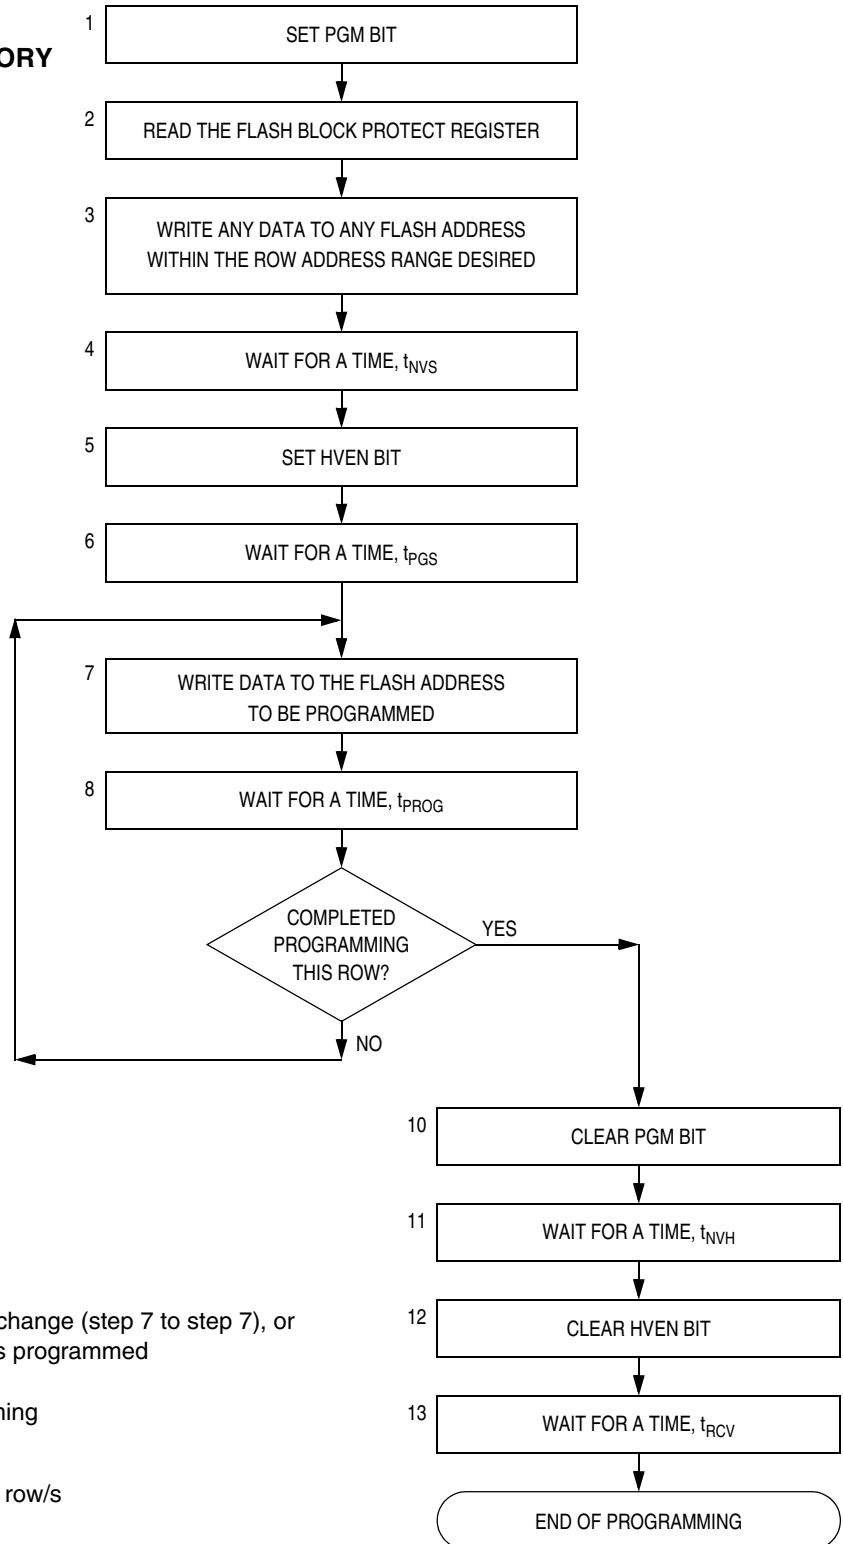 1
SET PGM BIT
ORY
2
READ THE FLASH BLOCK PROTECT REGISTER
3
WRITE ANY DATA TO ANY FLASH ADDRESS
WITHIN THE ROW ADDRESS RANGE DESIRED
4
WAIT FOR A TIME, tNVS
5
SET HVEN BIT
6
WAIT FOR A TIME, tPGS
7
WRITE DATA TO THE FLASH ADDRESS
TO BE PROGRAMMED
8
WAIT FOR A TIME, tPROG
COMPLETED
PROGRAMMING
THIS ROW?
YES
NO
10
CLEAR PGM BIT
11
WAIT FOR A TIME, tNVH
change (step 7 to step 7), or
s programmed
12
CLEAR HVEN BIT
ning
13
WAIT FOR A TIME, tRCV
row/s
END OF PROGRAMMING